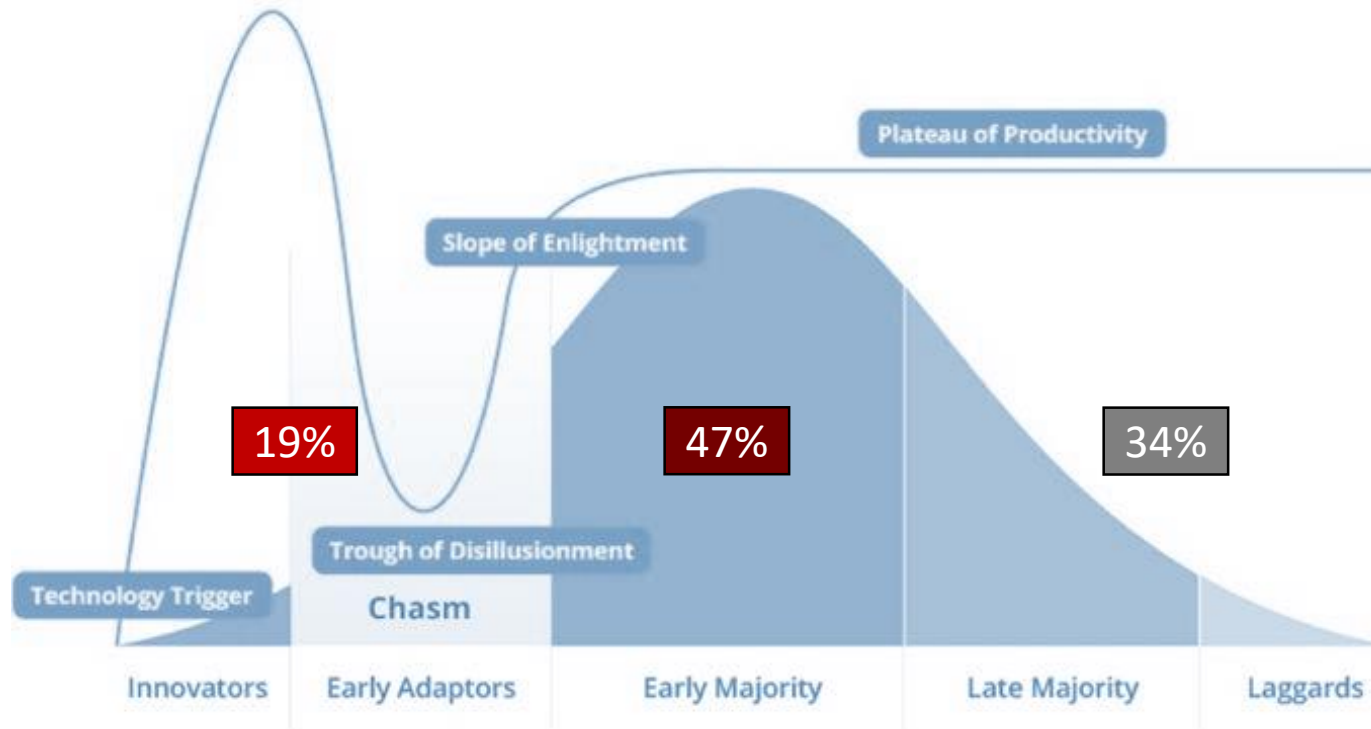 Plateau of Productivity
Slope of Enlightment
19%
47%
34%
Trough of Disillusionment
Technology Trigger
Chasm
Innovators
Early Adaptors
Early Majority
Late Majority
Laggards